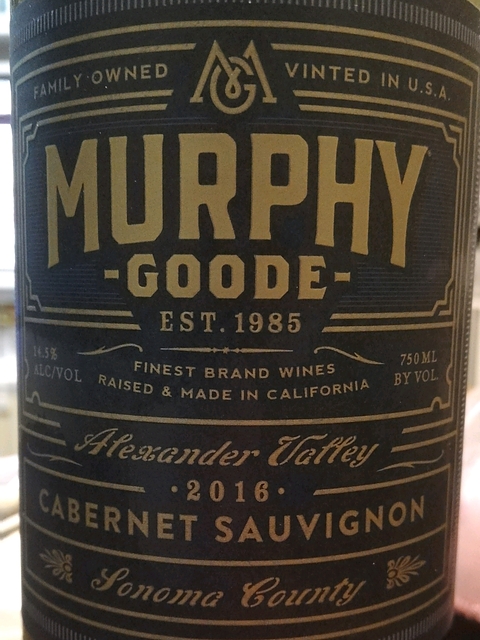 FAMILY OWNED
MG
VINTED IN U.S.A.
MURPHY
-GOODE-
EST. 1985
14.5%
ALC/VOL
FINEST BRAND WINES
RAISED & MADE IN CALIFORNIA
750 ML
BY VOL.
Alexander Valley
·2016·
CABERNET SAUVIGNON
Sonoma County